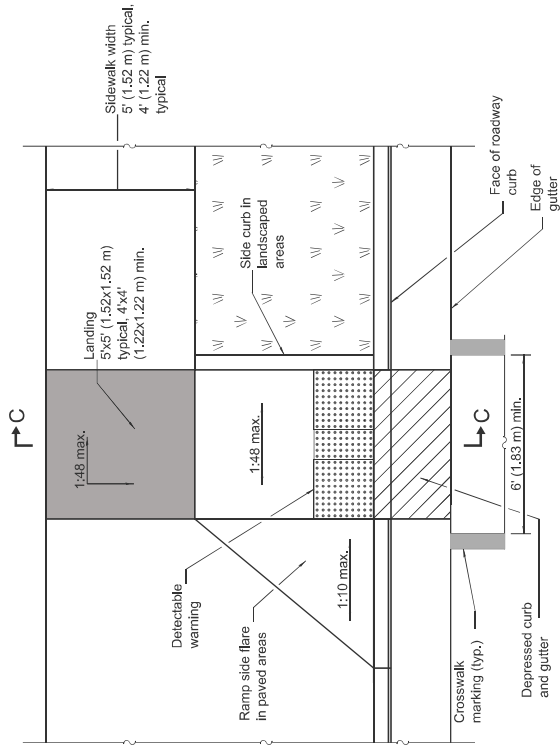 Sidewalk width
5' (1.52 m) typical,
4' (1.22 m) min.
typical
Landing
5'x5' (1.52x1.52 m)
typical, 4'x4'
(1.22x1.22 m) min.
Side curb in
landscaped
areas
C
1:48 max.
1:48 max.
Detectable
warning
Ramp side flare
in paved areas
1:10 max.
Face of roadway
curb
Edge of
gutter
C
6' (1.83 m) min.
Crosswalk
marking (typ.)
Depressed curb
and gutter